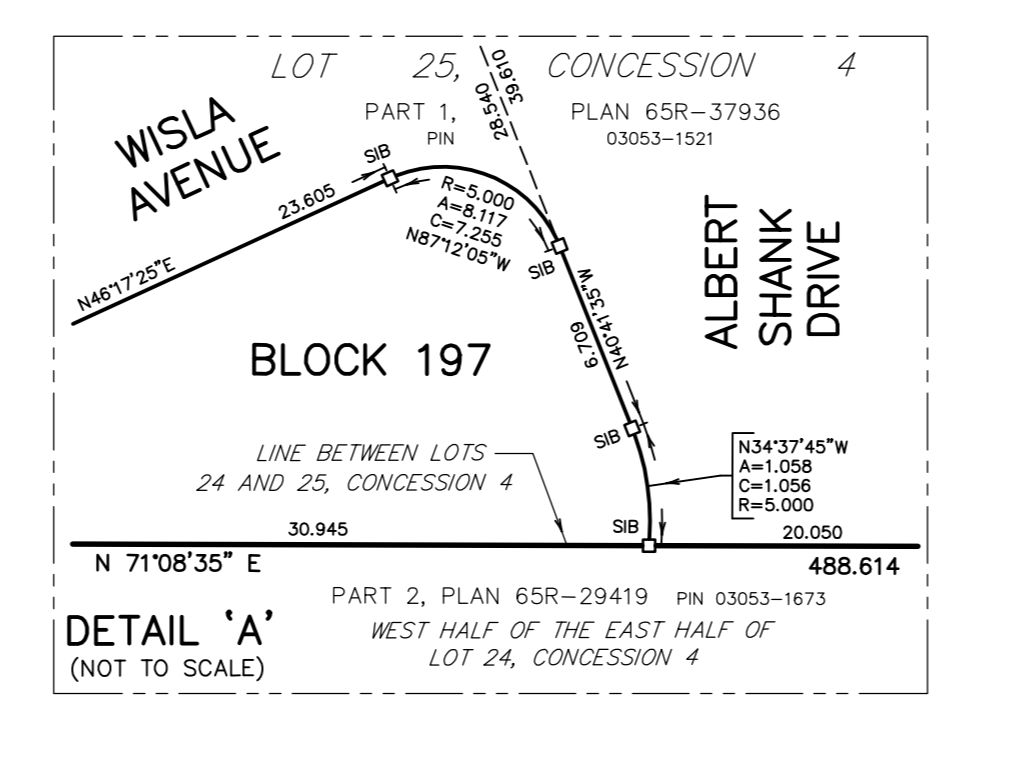 LOT 25, CONCESSION 4
PART 1, PLAN 65R-37936
PIN 03053-1521
28.540
39.610
WISLA
AVENUE
SIB
23.605
N46°17'25"E
R=5.000
A=8.117
C=7.255
N87°12'05"W
SIB
ALBERT
SHANK
DRIVE
6.709
N40°41'35"W
BLOCK 197
SIB
LINE BETWEEN LOTS
24 AND 25, CONCESSION 4
N34°37'45"W
A=1.058
C=1.056
R=5.000
30.945
SIB
20.050
N 71°08'35" E
488.614
PART 2, PLAN 65R-29419 PIN 03053-1673
DETAIL 'A'
(NOT TO SCALE)
WEST HALF OF THE EAST HALF OF
LOT 24, CONCESSION 4